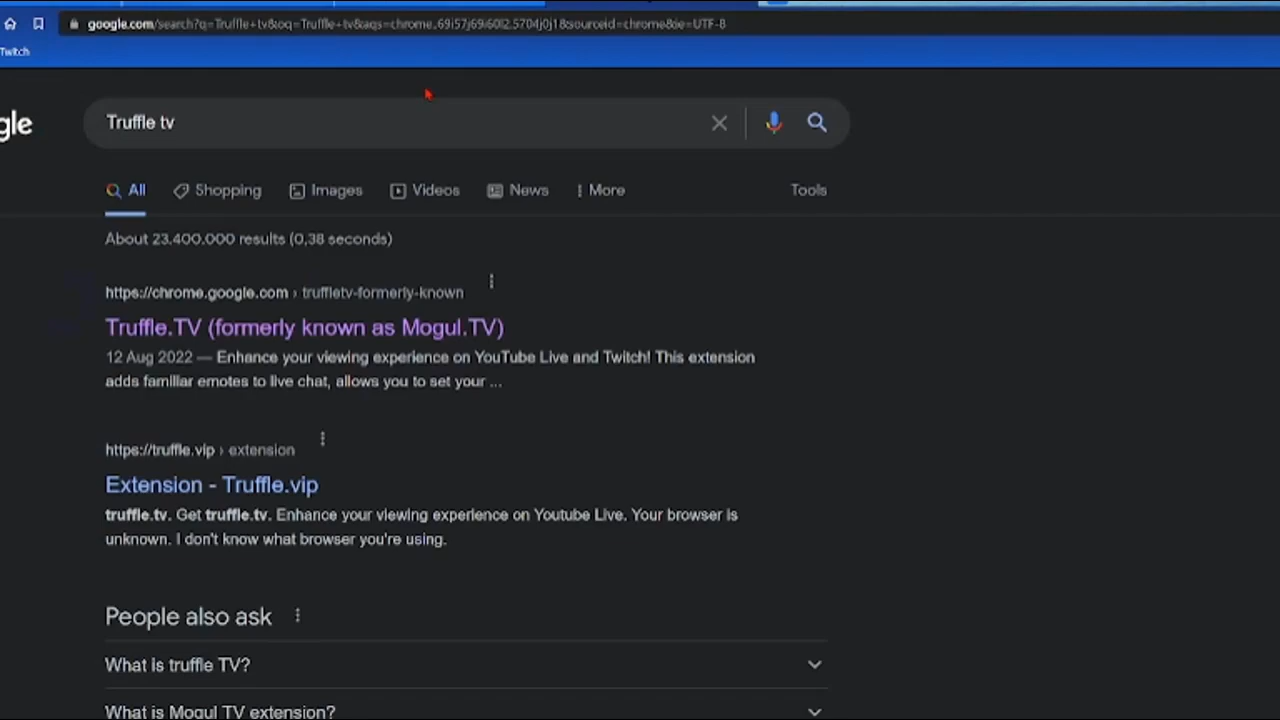 google.com/search?q=Truffle+tv&oq=Truffle+tv&aqs=chrome..69i57j69i60l2.5704j0j1&sourceid=chrome&ie=UTF-8
Twitch
gle
Truffle tv
All
Shopping
Images
Videos
News
More
Tools
About 23.400.000 results (0,38 seconds)
https://chrome.google.com › truffletv-formerly-known
Truffle.TV (formerly known as Mogul.TV)
12 Aug 2022 — Enhance your viewing experience on YouTube Live and Twitch! This extension
adds familiar emotes to live chat, allows you to set your ...
https://truffle.vip › extension
Extension - Truffle.vip
truffle.tv. Get truffle.tv. Enhance your viewing experience on Youtube Live. Your browser is
unknown. I don't know what browser you're using.
People also ask
What is truffle TV?
What is Mogul TV extension?